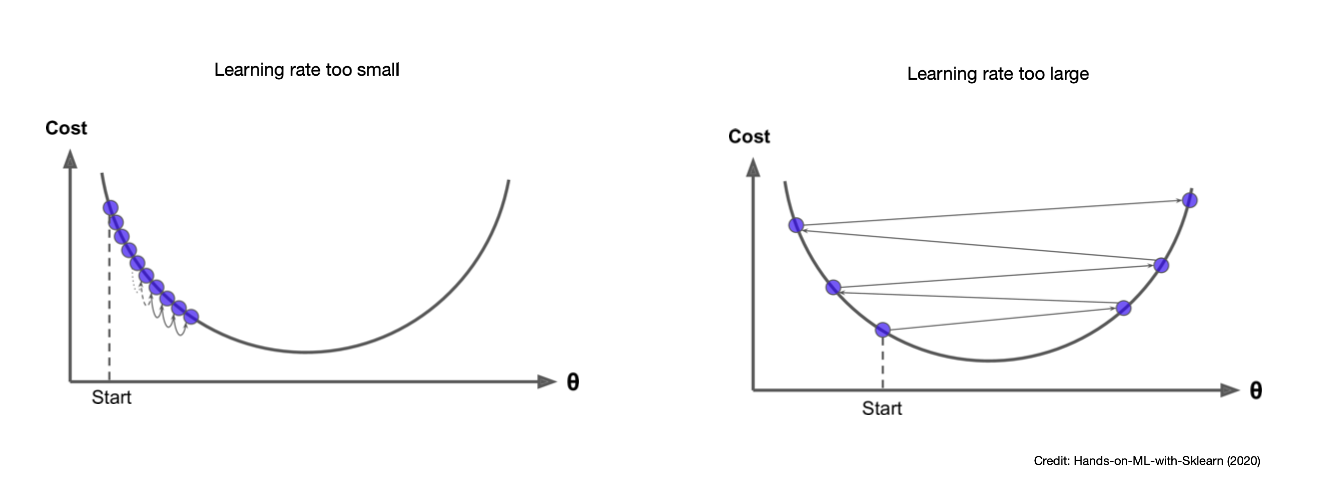 Learning rate too small
Learning rate too large
Cost
θ
Start
Cost
θ
Start
Credit: Hands-on-ML-with-Sklearn (2020)